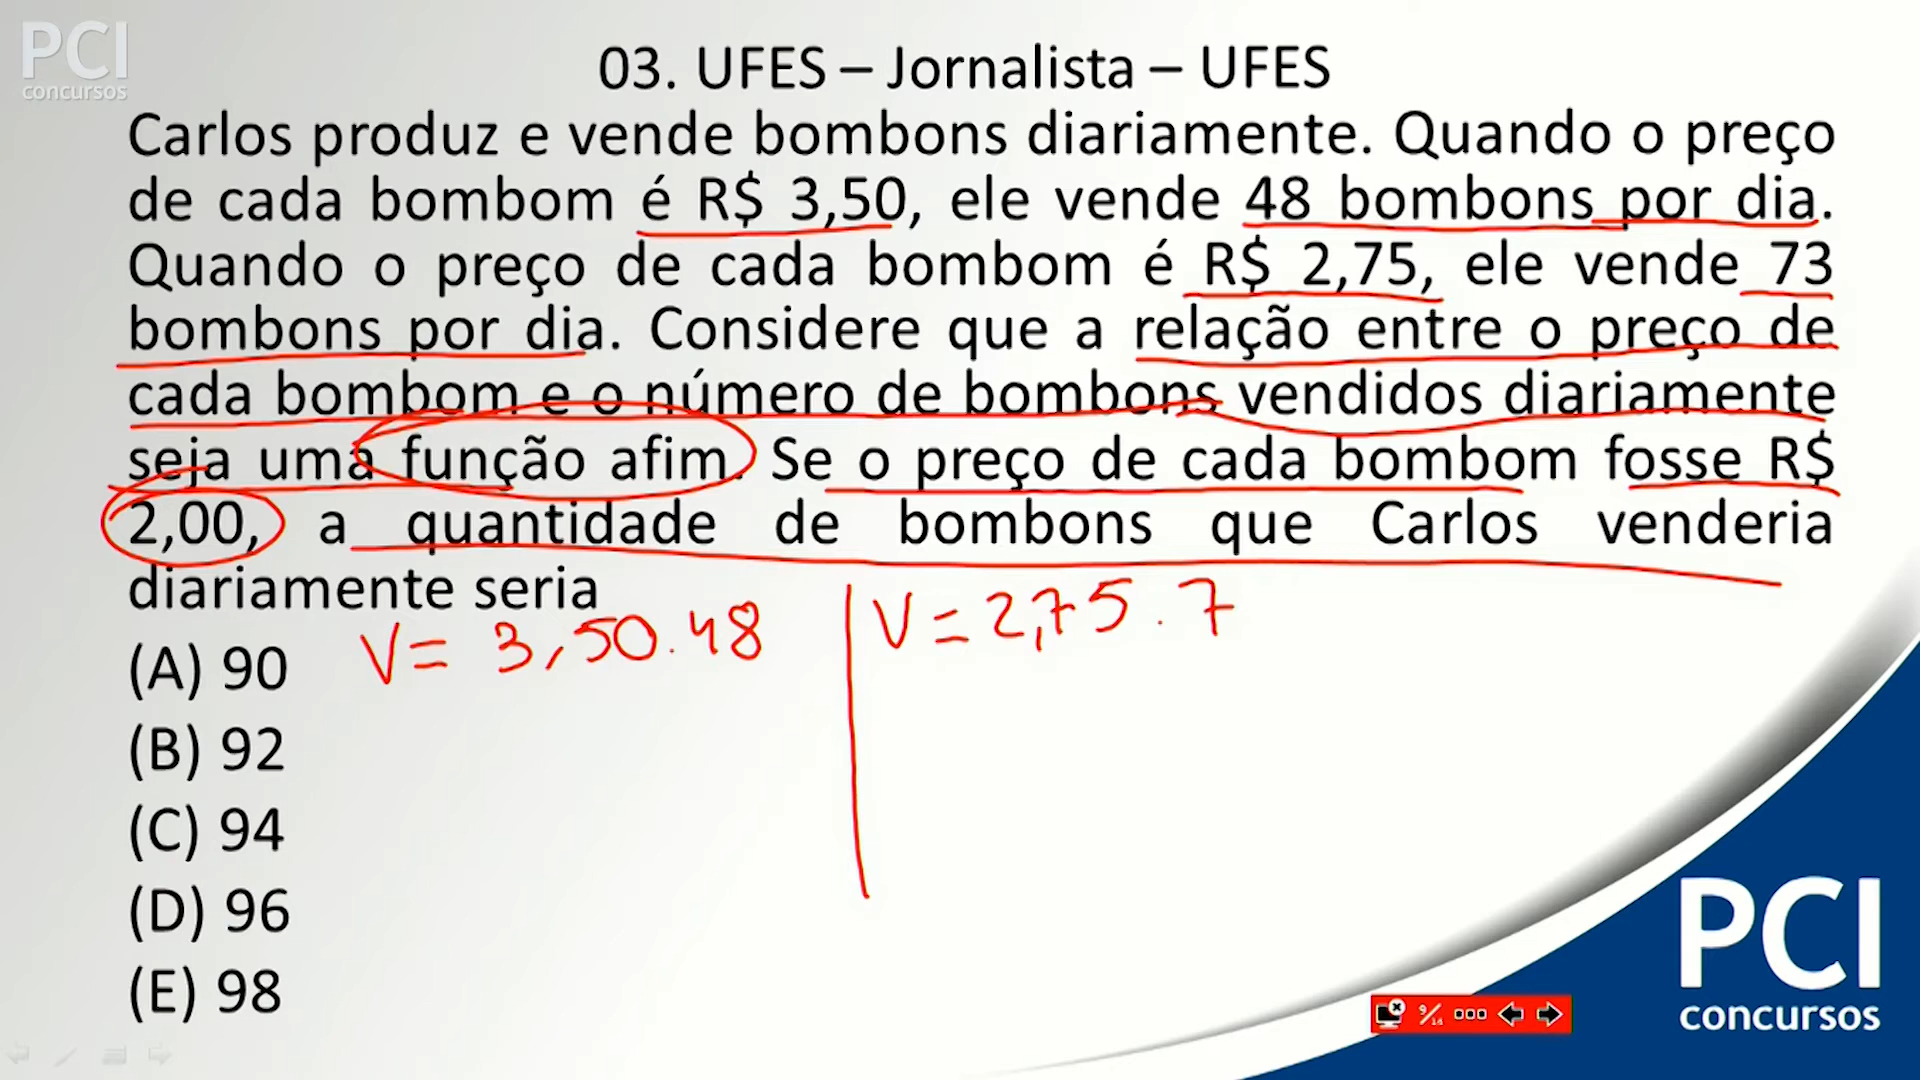 PCI
concursos
03. UFES – Jornalista – UFES
Carlos produz e vende bombons diariamente. Quando o preço
de cada bombom é R$ 3,50, ele vende 48 bombons por dia.
Quando o preço de cada bombom é R$ 2,75, ele vende 73
bombons por dia. Considere que a relação entre o preço de
cada bombom e o número de bombons vendidos diariamente
seja uma função afim. Se o preço de cada bombom fosse R$
2,00, a quantidade de bombons que Carlos venderia
diariamente seria
V = 3,50.48
V = 2,75.7
(A) 90
(B) 92
(C) 94
(D) 96
(E) 98
PCI
concursos